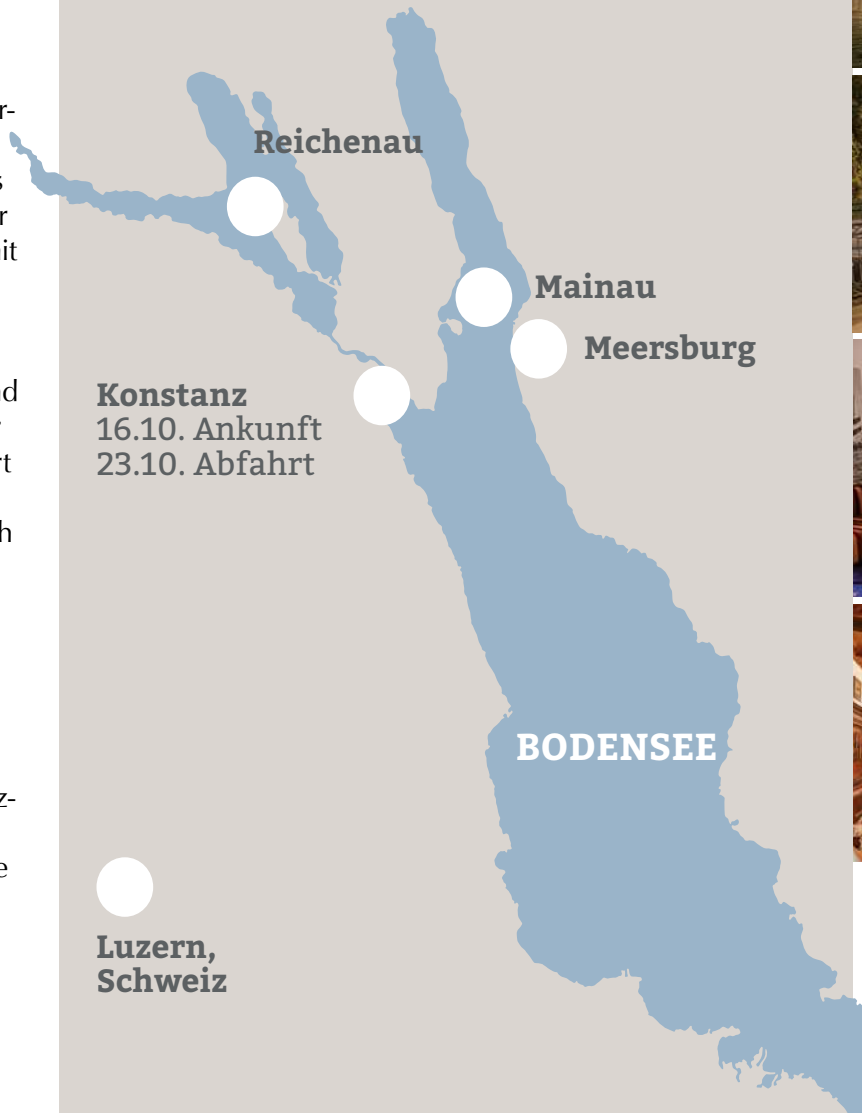 Reichenau
Mainau
Meersburg
Konstanz
16.10. Ankunft
23.10. Abfahrt
BODENSEE
Luzern,
Schweiz